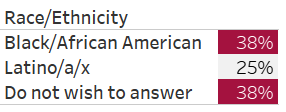 Race/Ethnicity
Black/African American 38%
Latino/a/x 25%
Do not wish to answer 38%